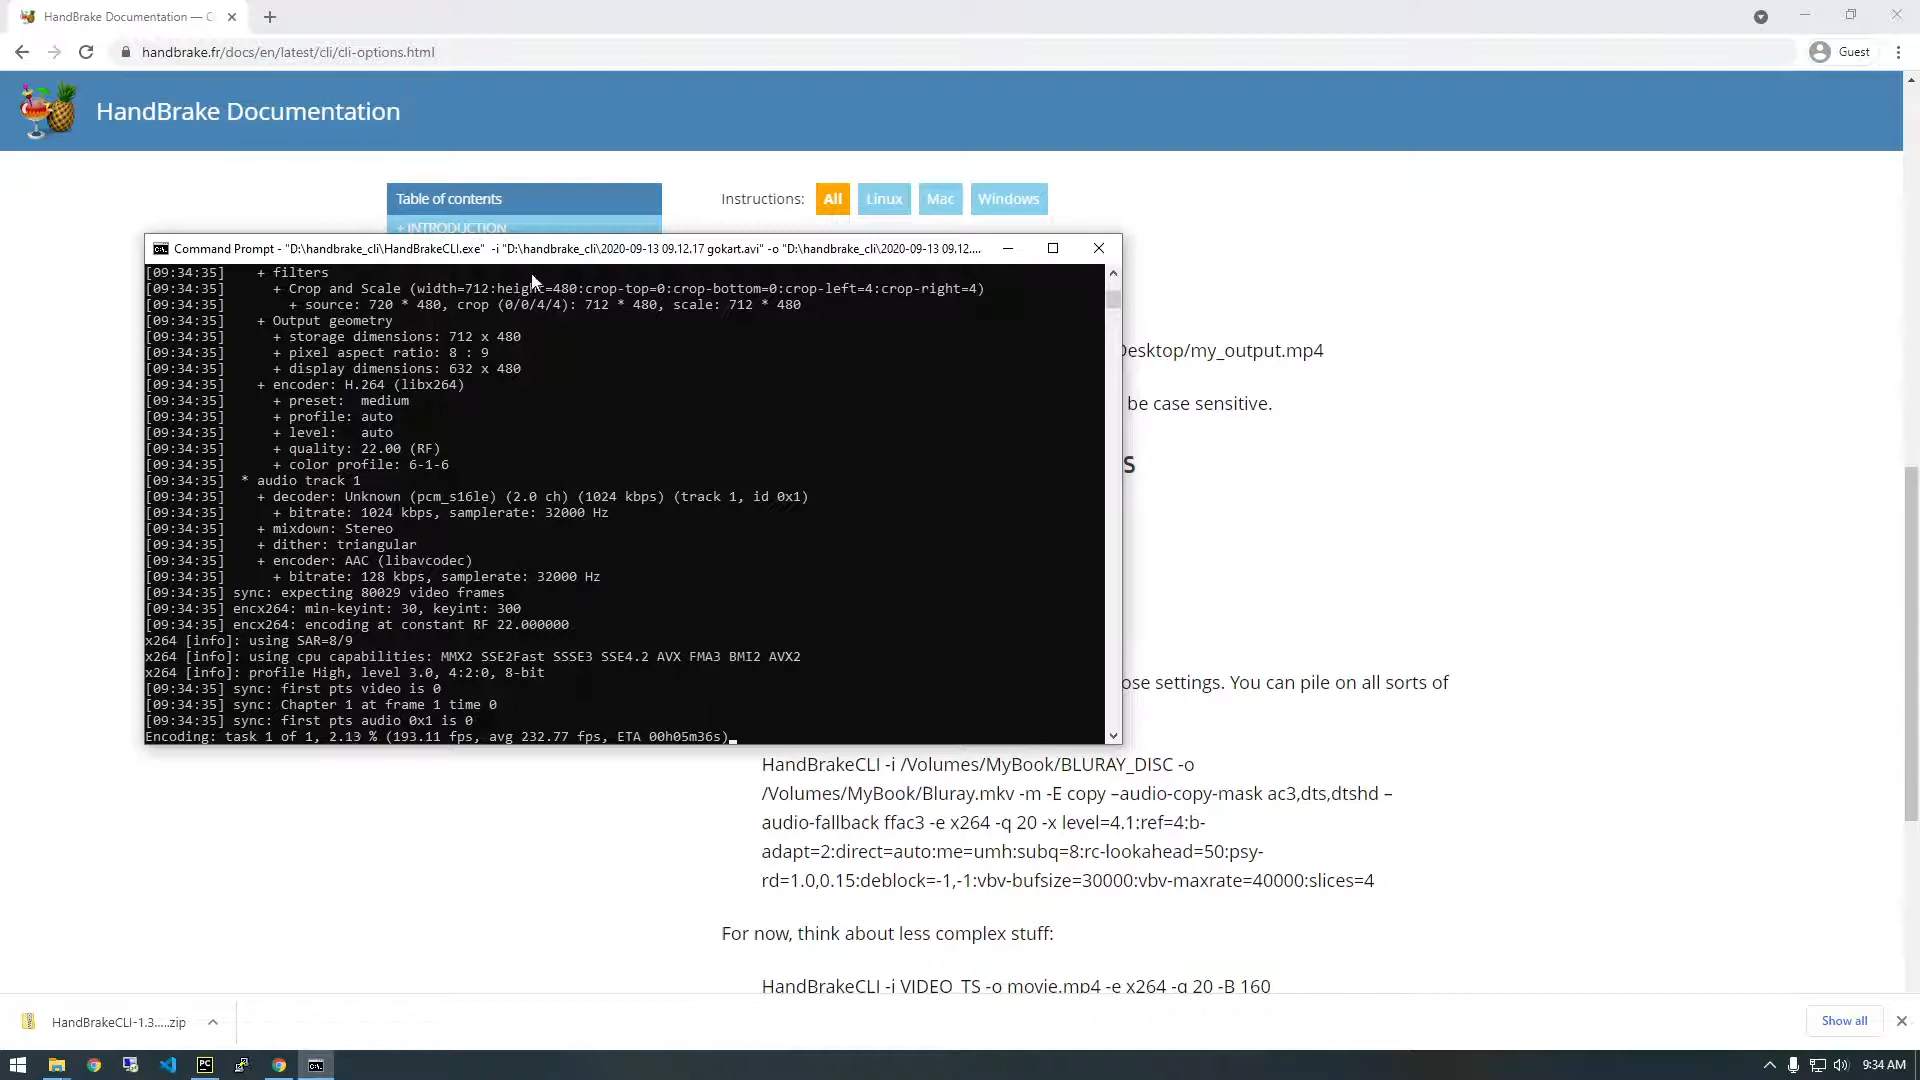 HandBrake Documentation — C
handbrake.fr/docs/en/latest/cli/cli-options.html
Guest
HandBrake Documentation
Table of contents
+ INTRODUCTION
Instructions: All Linux Mac Windows
Command Prompt - "D:\handbrake_cli\HandBrakeCLI.exe" -i "D:\handbrake_cli\2020-09-13 09.12.17 gokart.avi" -o "D:\handbrake_cli\2020-09-13 09.12....
[09:34:35]    + filters
[09:34:35]      + Crop and Scale (width=712:height=480:crop-top=0:crop-bottom=0:crop-left=4:crop-right=4)
[09:34:35]        + source: 720 * 480, crop (0/0/4/4): 712 * 480, scale: 712 * 480
[09:34:35]    + Output geometry
[09:34:35]      + storage dimensions: 712 x 480
[09:34:35]      + pixel aspect ratio: 8 : 9
[09:34:35]      + display dimensions: 632 x 480
[09:34:35]    + encoder: H.264 (libx264)
[09:34:35]      + preset:  medium
[09:34:35]      + profile: auto
[09:34:35]      + level:   auto
[09:34:35]      + quality: 22.00 (RF)
[09:34:35]      + color profile: 6-1-6
[09:34:35]  * audio track 1
[09:34:35]    + decoder: Unknown (pcm_s16le) (2.0 ch) (1024 kbps) (track 1, id 0x1)
[09:34:35]      + bitrate: 1024 kbps, samplerate: 32000 Hz
[09:34:35]    + mixdown: Stereo
[09:34:35]    + dither: triangular
[09:34:35]    + encoder: AAC (libavcodec)
[09:34:35]      + bitrate: 128 kbps, samplerate: 32000 Hz
[09:34:35] sync: expecting 80029 video frames
[09:34:35] encx264: min-keyint: 30, keyint: 300
[09:34:35] encx264: encoding at constant RF 22.000000
x264 [info]: using SAR=8/9
x264 [info]: using cpu capabilities: MMX2 SSE2Fast SSSE3 SSE4.2 AVX FMA3 BMI2 AVX2
x264 [info]: profile High, level 3.0, 4:2:0, 8-bit
[09:34:35] sync: first pts video is 0
[09:34:35] sync: Chapter 1 at frame 1 time 0
[09:34:35] sync: first pts audio 0x1 is 0
Encoding: task 1 of 1, 2.13 % (193.11 fps, avg 232.77 fps, ETA 00h05m36s)
Desktop/my_output.mp4
be case sensitive.
s
ose settings. You can pile on all sorts of
HandBrakeCLI -i /Volumes/MyBook/BLURAY_DISC -o
/Volumes/MyBook/Bluray.mkv -m -E copy –audio-copy-mask ac3,dts,dtshd –
audio-fallback ffac3 -e x264 -q 20 -x level=4.1:ref=4:b-
adapt=2:direct=auto:me=umh:subq=8:rc-lookahead=50:psy-
rd=1.0,0.15:deblock=-1,-1:vbv-bufsize=30000:vbv-maxrate=40000:slices=4
For now, think about less complex stuff:
HandBrakeCLI -i VIDEO_TS -o movie.mp4 -e x264 -q 20 -B 160
HandBrakeCLI-1.3.....zip
Show all
PC
9:34 AM